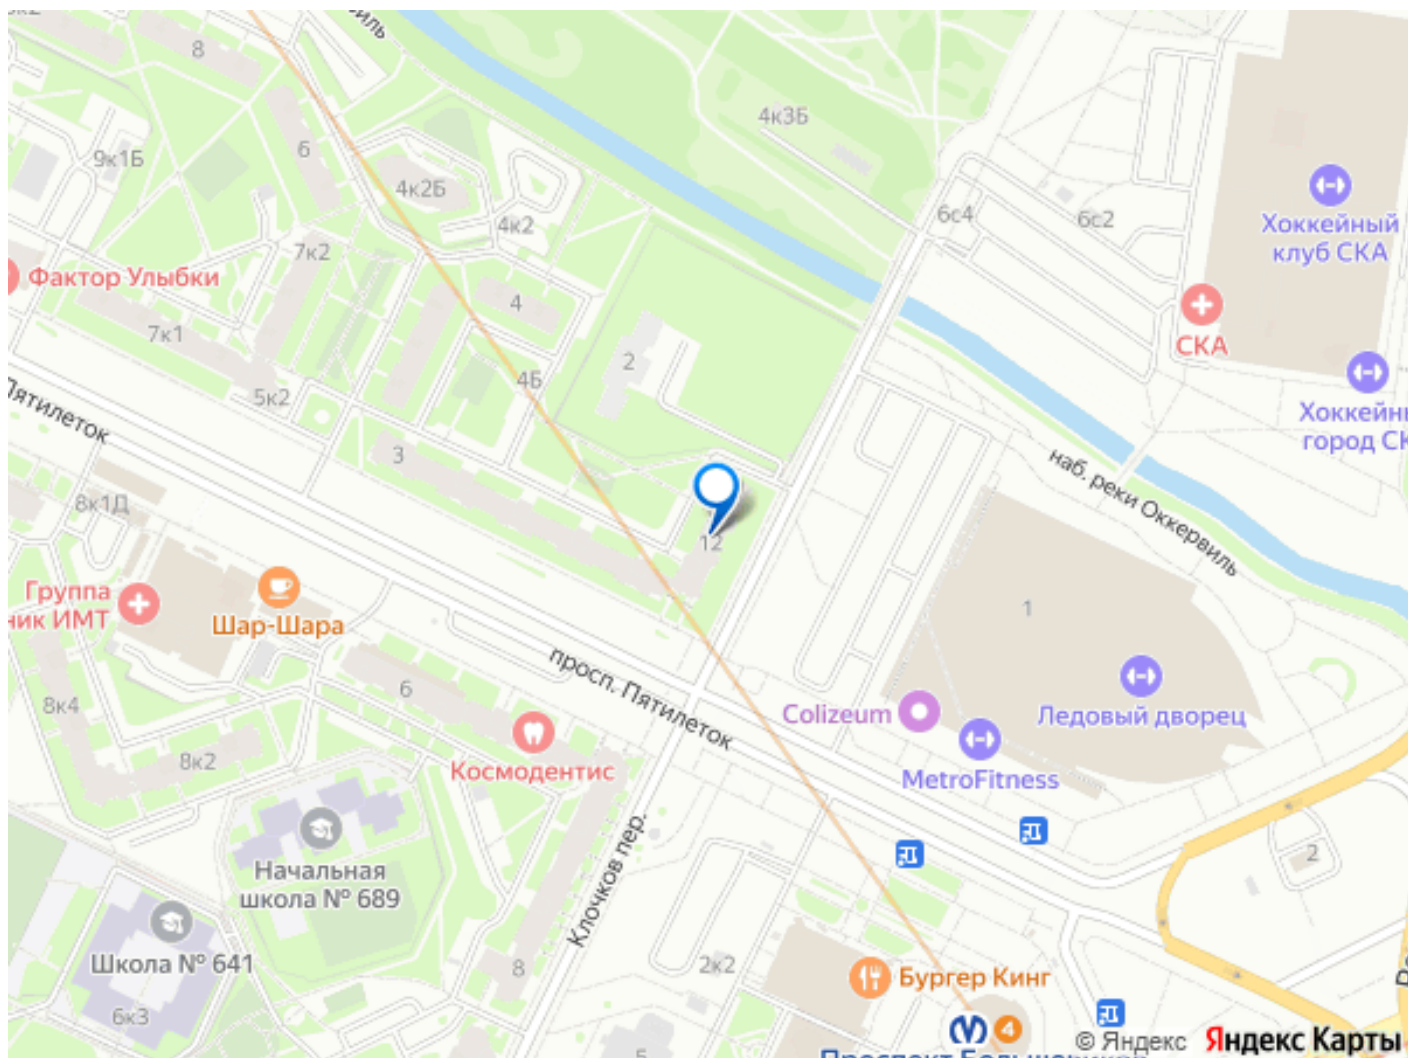 8
6
9к1Б
4к2Б
4к2
7к2
4к3Б
6с4
6с2
Хоккейный
клуб СКА
Фактор Улыбки
4
СКА
7к1
2
4Б
5к2
Пятилеток
3
8к1Д
12
наб. реки Оккервиль
Группа
ник ИМТ
Шар-Шара
1
просп. Пятилеток
6
8к4
8к2
Космодентис
Colizeum
Ледовый дворец
MetroFitness
Клочков пер.
Начальная
школа № 689
2
Школа № 641
6к3
8
2к2
Бургер Кинг
4
5
© Яндекс
Яндекс Карты